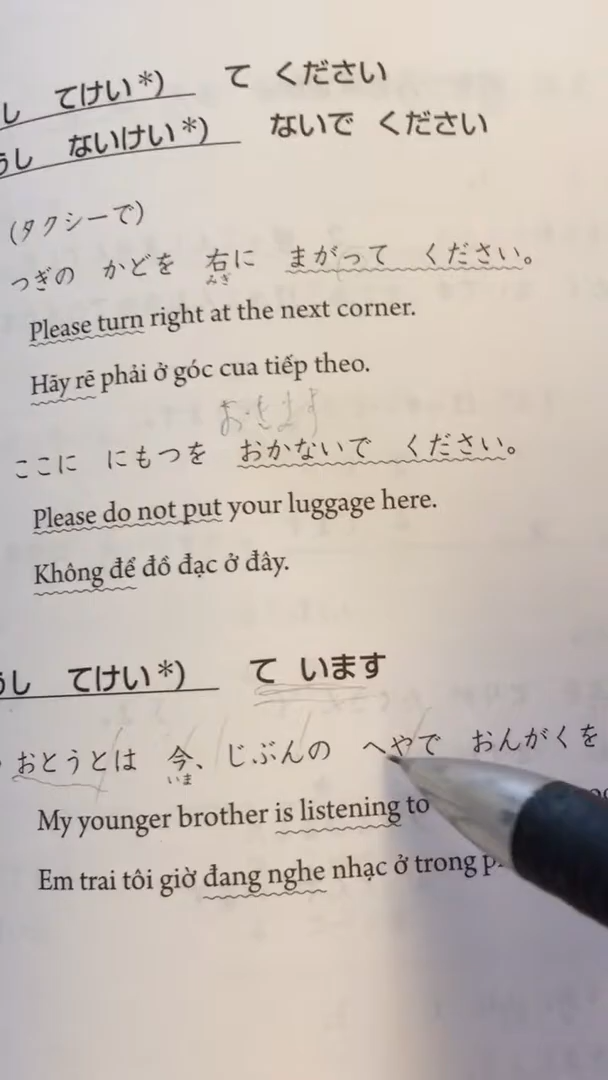 し てけい*) て ください
うし ないけい*) ないで ください
(タクシーで)
つぎの かどを 右に まがって ください。
みぎ
Please turn right at the next corner.
Hãy rẽ phải ở góc cua tiếp theo.
おきます
ここに にもつを おかないで ください。
Please do not put your luggage here.
Không để đồ đạc ở đây.
うし てけい*) て います
おとうとは 今、じぶんの へやで おんがくを
いま
My younger brother is listening to
Em trai tôi giờ đang nghe nhạc ở trong